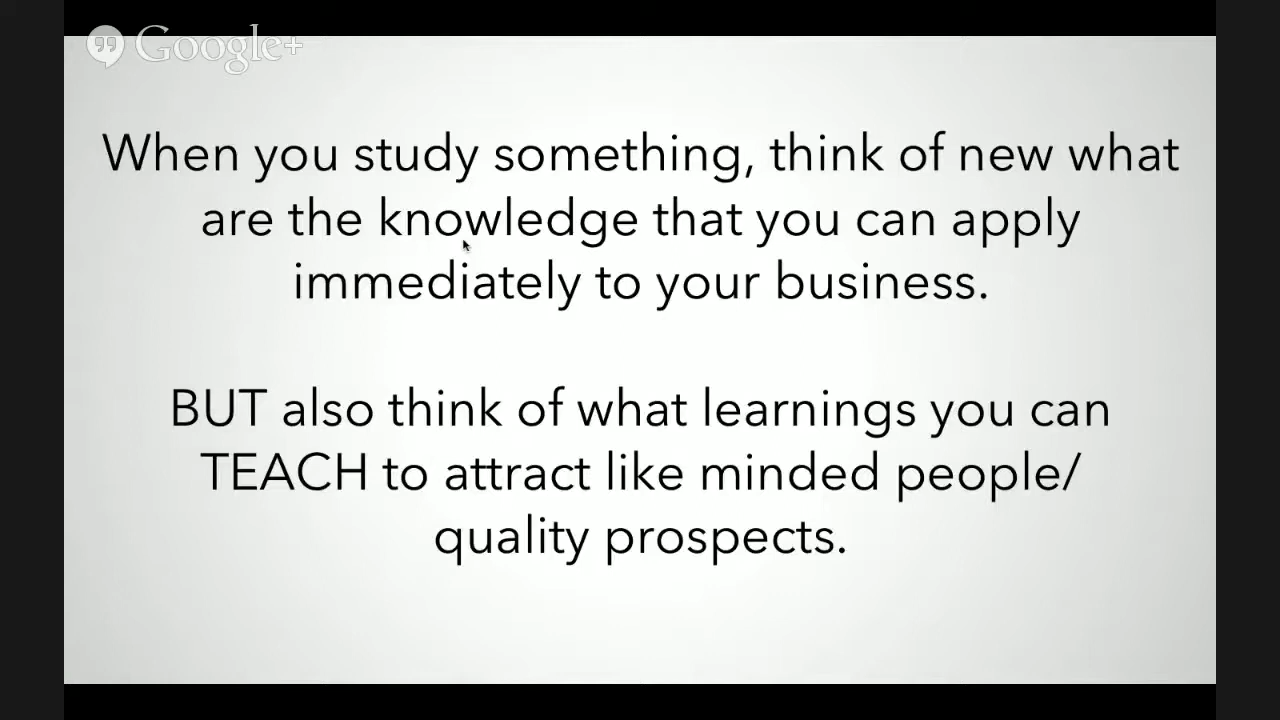 Google+
When you study something, think of new what
are the knowledge that you can apply
immediately to your business.
BUT also think of what learnings you can
TEACH to attract like minded people/
quality prospects.